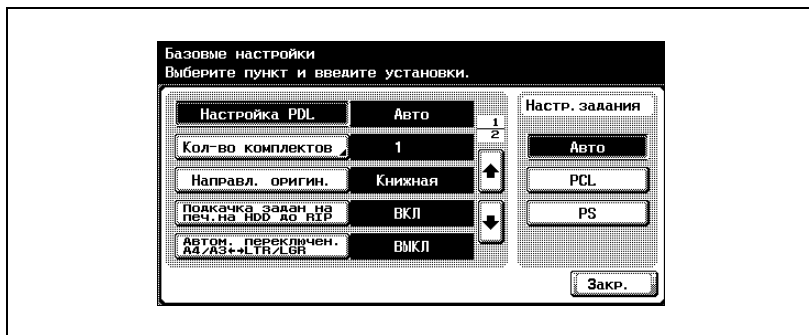 Базовые настройки
Выберите пункт и введите установки.
Настройка PDL Авто
Кол-во комплектов 1
Направл. оригин. Книжная
Подкачка задан на
печ.на HDD до RIP ВКЛ
Автом. переключен.
A4/A3↔LTR/LGR ВЫКЛ
1
2
Настр. задания
Авто
PCL
PS
Закр.